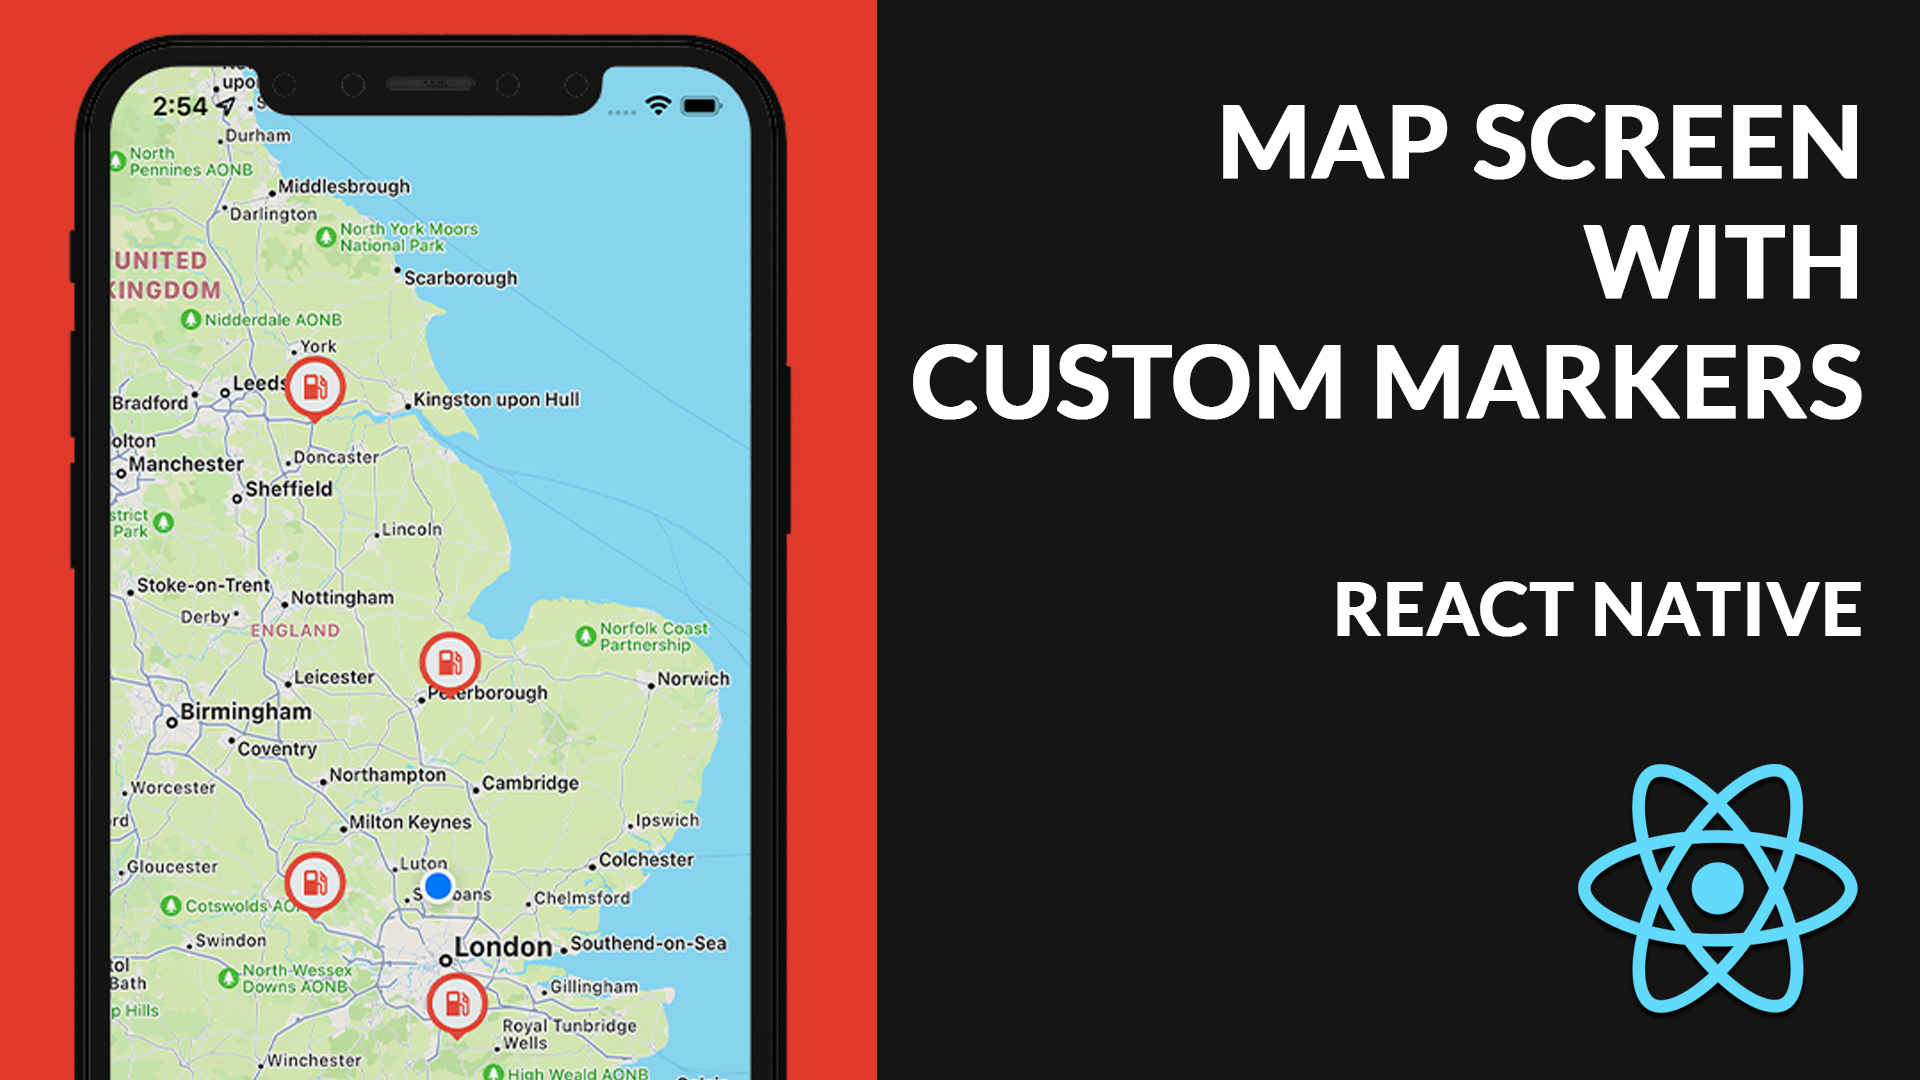 MAP SCREEN
WITH
CUSTOM MARKERS
REACT NATIVE
2:54
upo
Durham
North
Pennines AONB
Middlesbrough
Darlington
North York Moors
National Park
UNITED
KINGDOM
Scarborough
Nidderdale AONB
York
Leeds
Bradford
Kingston upon Hull
olton
Manchester
Doncaster
Sheffield
strict
Park
Lincoln
Stoke-on-Trent
Nottingham
Derby
ENGLAND
Norfolk Coast
Partnership
Leicester
Norwich
Peterborough
Birmingham
Coventry
Northampton
Cambridge
Worcester
rd
Milton Keynes
Ipswich
Luton
Colchester
Gloucester
S bans
Chelmsford
Cotswolds AO
Swindon
London
Southend-on-Sea
tol
Bath
North Wessex
Downs AONB
Gillingham
p Hills
Royal Tunbridge
Wells
Winchester
High Weald AONB